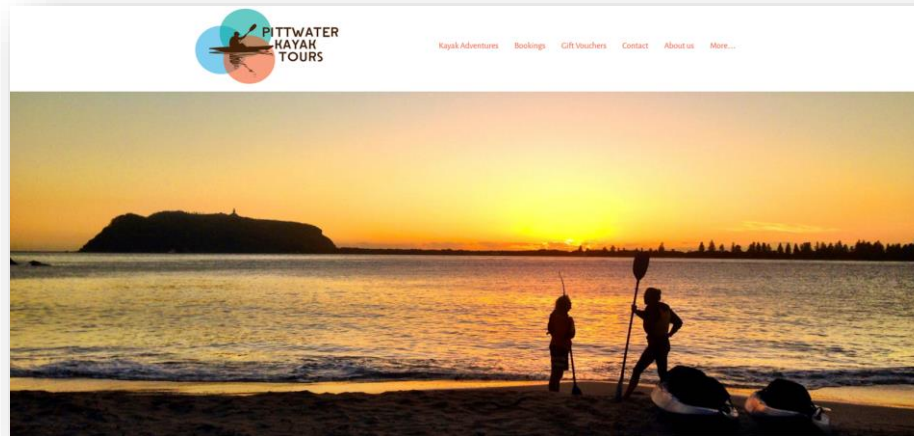 PITTWATER
KAYAK
TOURS
Kayak Adventures Bookings Gift Vouchers Contact About us More...